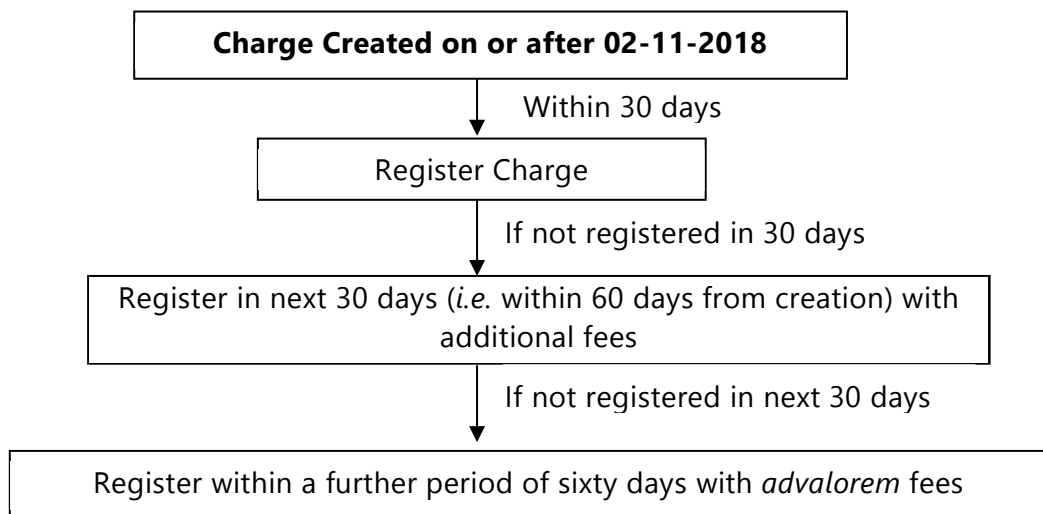 Charge Created on or after 02-11-2018
Within 30 days
Register Charge
If not registered in 30 days
Register in next 30 days (i.e. within 60 days from creation) with
additional fees
If not registered in next 30 days
Register within a further period of sixty days with advalorem fees